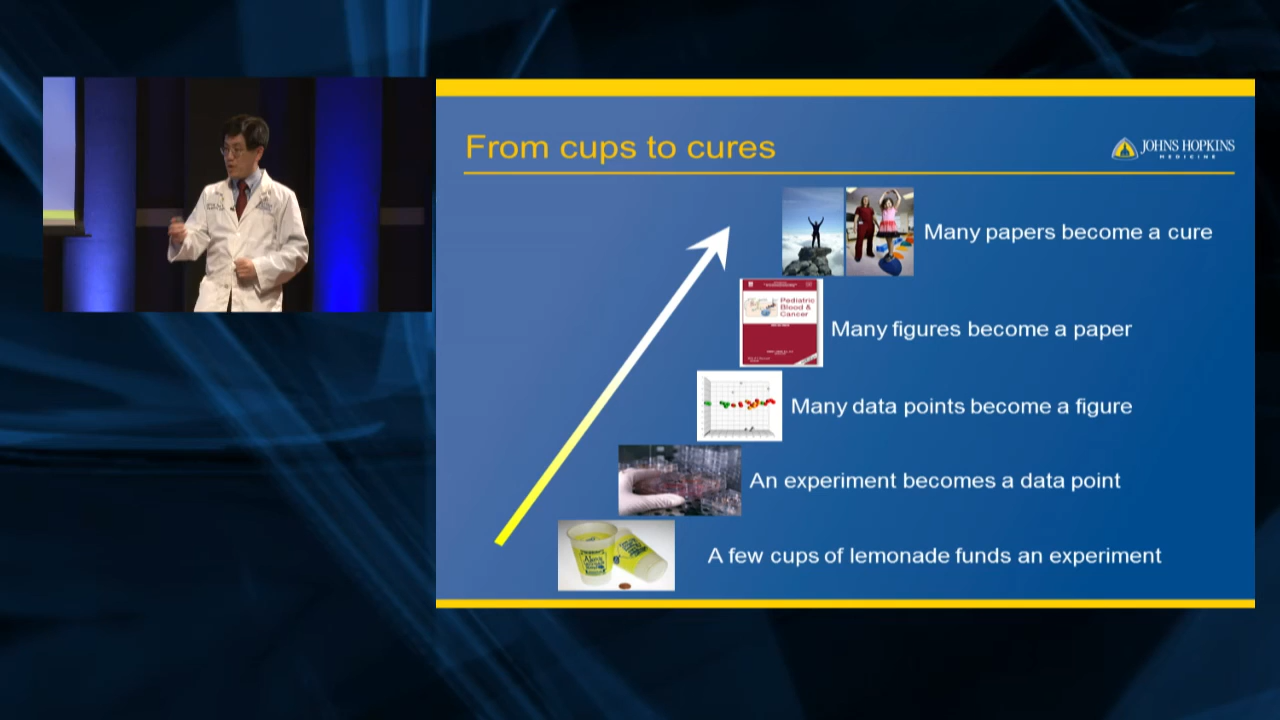 From cups to cures
JOHNS HOPKINS
MEDICINE
Many papers become a cure
Pediatric
Blood &
Cancer
Many figures become a paper
Many data points become a figure
An experiment becomes a data point
A few cups of lemonade funds an experiment